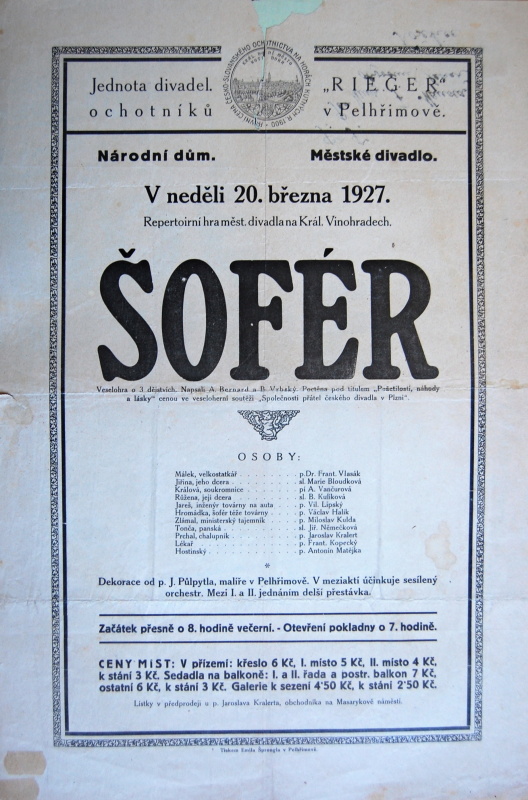 Jednota divadel. „RIEGER"
ochotníků v Pelhřimově.
Národní dům. Městské divadlo.
V neděli 20. března 1927.
Repertoirní hra měst. divadla na Král. Vinohradech.
ŠOFÉR
Veselohra o 3 dějstvích. Napsali A. Bernard a B. Vrbský. Poctěna pod titulem „Počestnosti, náhody
a lásky" cenou ve veseloherní soutěži „Společnosti přátel českého divadla v Plzni".
OSOBY:
Málek, velkostatkář . . . . . . . . . p. Dr. Frant. Vlasák
Jiřina, jeho dcera . . . . . . . . . sl. Marie Bloudková
Králová, soukromnice . . . . . . . . pí A. Vančurová
Růžena, její dcera . . . . . . . . . sl. B. Kulíková
Jareš, inženýr továrny na auta . . . p. Vil. Lipský
Hromádka, šofér téže továrny . . . . p. Václav Halík
Zlámal, ministerský tajemník . . . . p. Miloslav Kulda
Tonča, panská . . . . . . . . . . . sl. Jiř. Němečková
Prchal, chalupník . . . . . . . . . p. Jaroslav Kralert
Lékař . . . . . . . . . . . . . . . p. Frant. Kopecký
Hostinský . . . . . . . . . . . . . p. Antonín Matějka
*
Dekorace od p. J. Půlpytla, malíře v Pelhřimově. V meziaktí účinkuje sesílený
orchestr. Mezi I. a II. jednáním delší přestávka.
Začátek přesně o 8. hodině večerní. - Otevření pokladny o 7. hodině.
CENY MÍST: V přízemí: křeslo 6 Kč, I. místo 5 Kč, II. místo 4 Kč,
k stání 3 Kč. Sedadla na balkoně: I. a II. řada a postr. balkon 7 Kč,
ostatní 6 Kč, k stání 3 Kč. Galerie k sezení 4'50 Kč, k stání 2'50 Kč.
Lístky v předprodeji u p. Jaroslava Kralerta, obchodníka na Masarykově náměstí.
Tiskem Emila Šprongla v Pelhřimově.